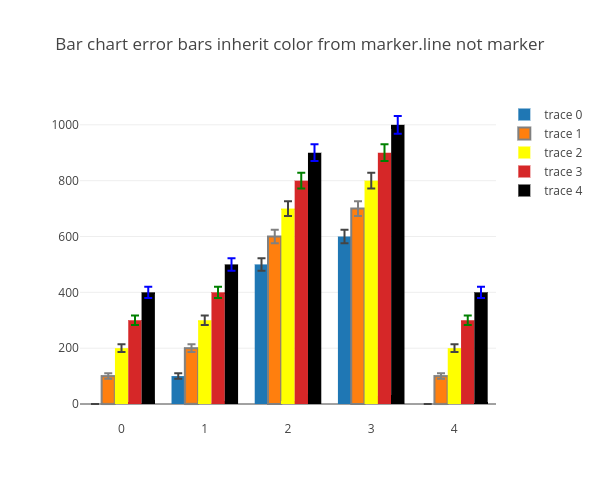 Bar chart error bars inherit color from marker.line not marker
trace 0
trace 1
trace 2
trace 3
trace 4
1000
800
600
400
200
0
0 1 2 3 4